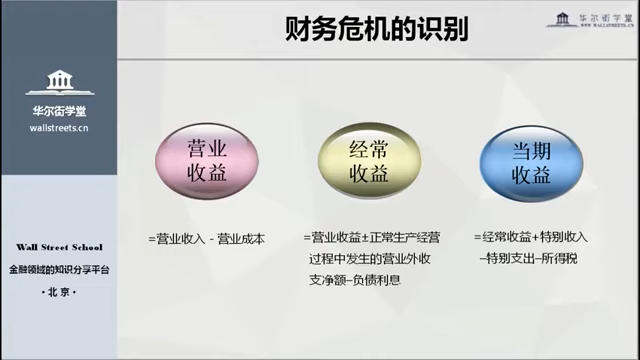 财务危机的识别
华尔街学堂
WWW.WALLSTREETS.CN
华尔街学堂
wallstreets.cn
Wall Street School
金融领域的知识分享平台
· 北 京 ·
营业
收益
=营业收入 - 营业成本
经常
收益
=营业收益±正常生产经营
过程中发生的营业外收
支净额–负债利息
当期
收益
=经常收益+特别收入
–特别支出–所得税